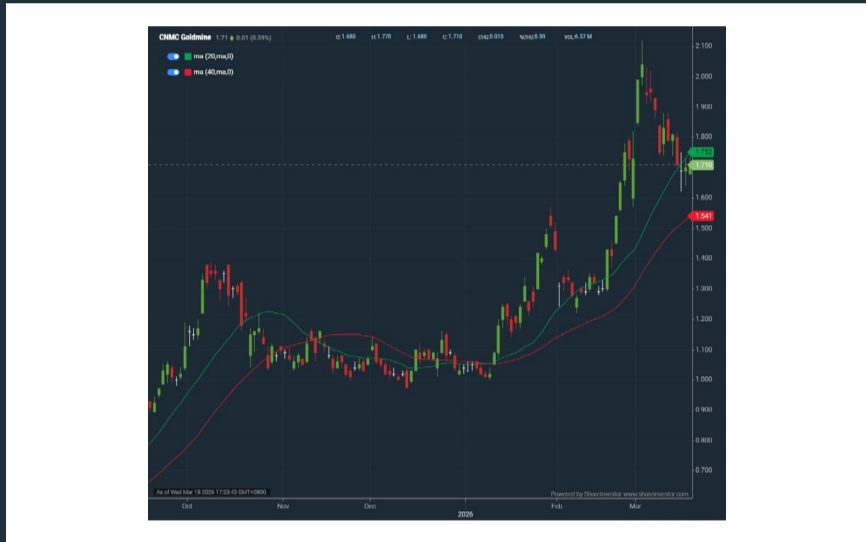 CNMC Goldmine 1.71 0.01 (0.59%) O:1.680 H:1.770 L:1.680 C:1.710 CHG:0.010 %CHG:0.59 VOL:6.37 M
ma (20,ma,0)
ma (40,ma,0)
2.100
2.000
1.900
1.800
1.752
1.710
1.600
1.541
1.500
1.400
1.300
1.200
1.100
1.000
0.900
0.800
0.700
As of Wed Mar 18 2026 17:23:43 GMT+0800
Powered by ShareInvestor www.shareinvestor.com
Oct Nov Dec 2026 Feb Mar